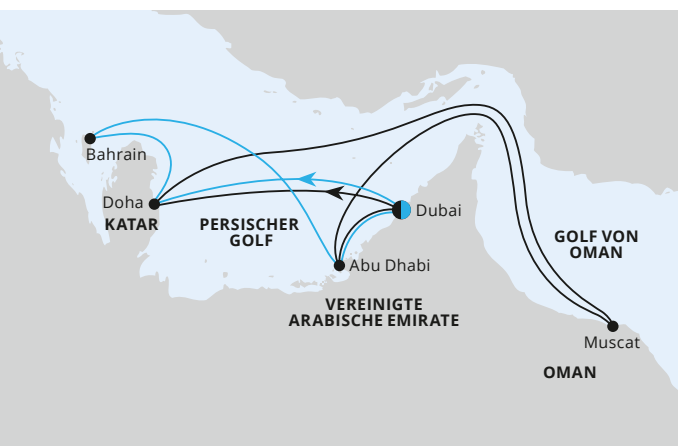 Bahrain
Doha
KATAR
PERSISCHER
GOLF
Dubai
Abu Dhabi
GOLF VON
OMAN
VEREINIGTE
ARABISCHE EMIRATE
Muscat
OMAN